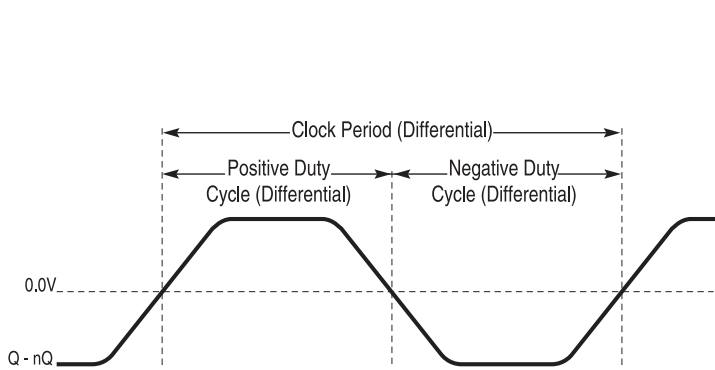 Clock Period (Differential)
Positive Duty
Cycle (Differential)
Negative Duty
Cycle (Differential)
0.0V
Q - nQ